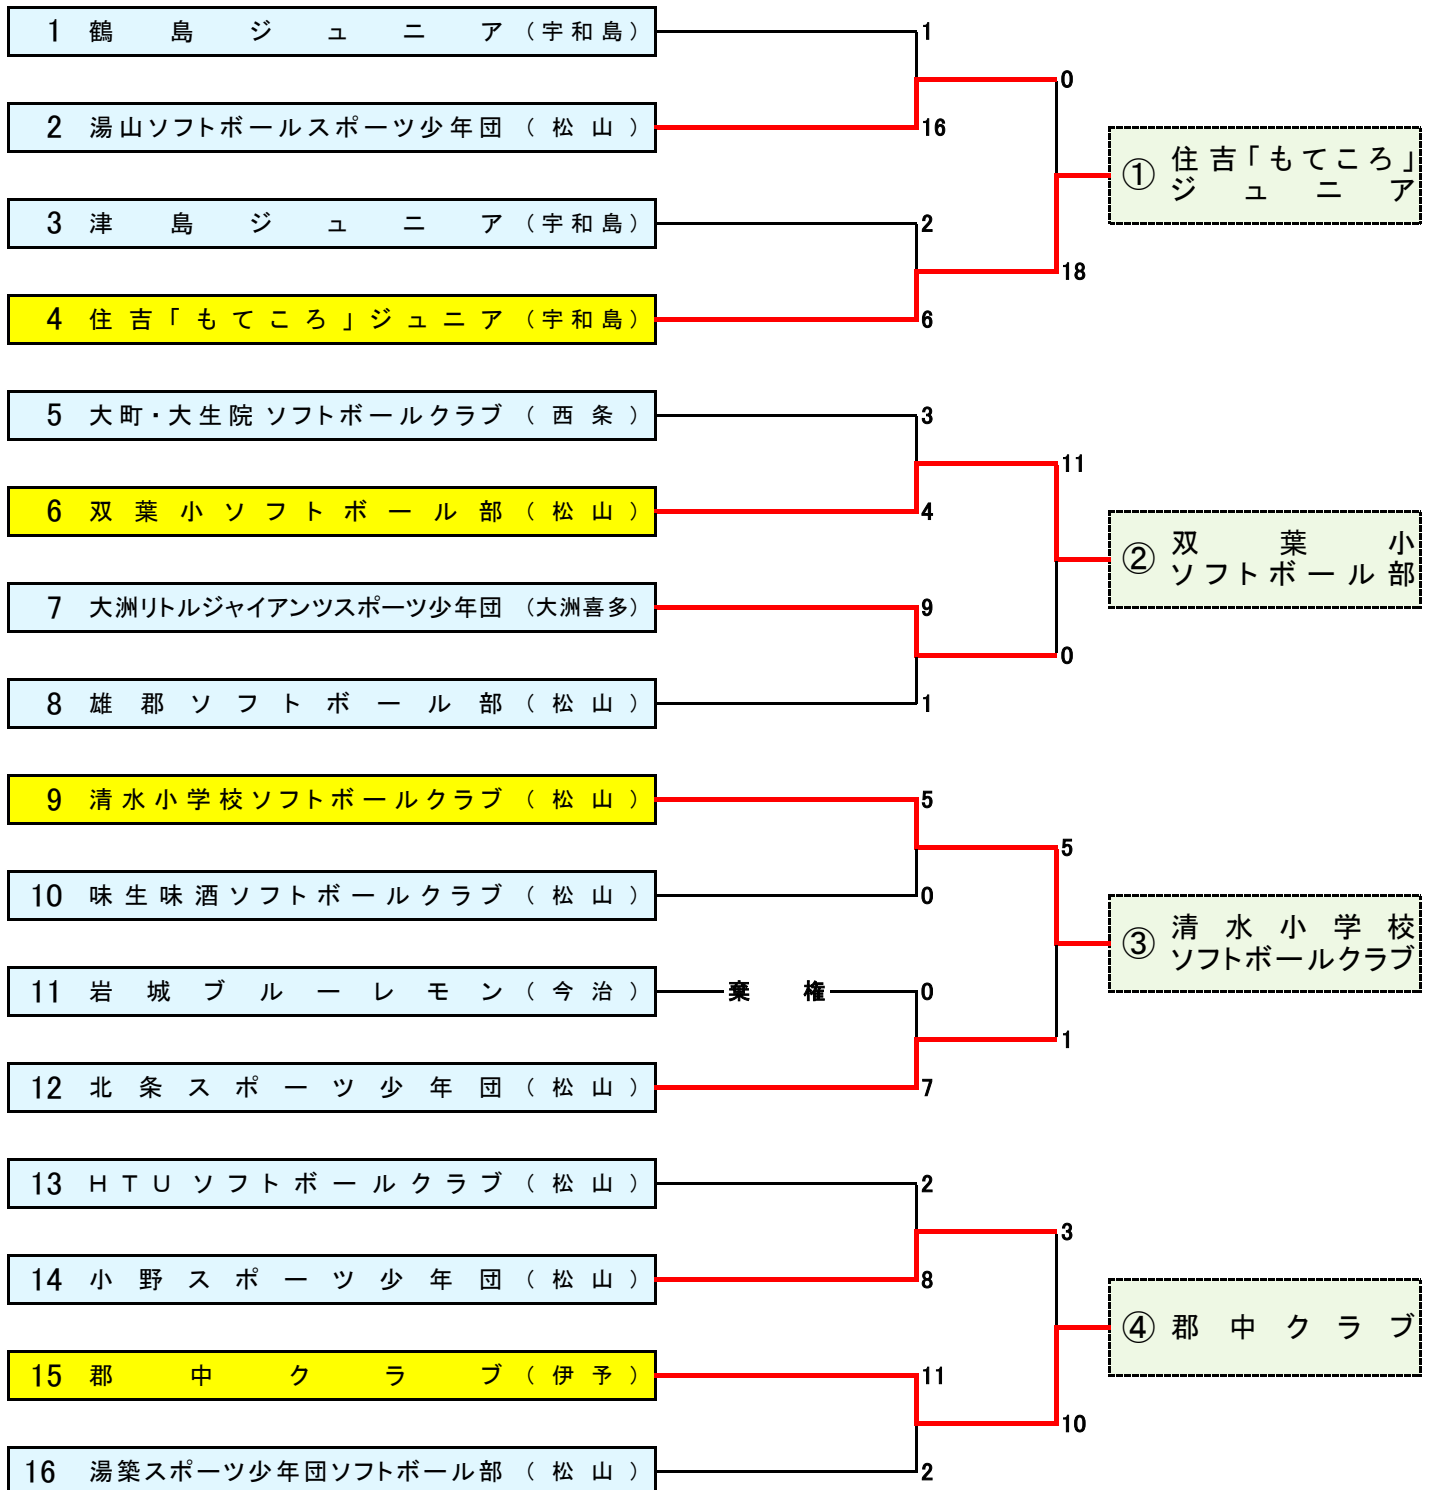 1 鶴島ジュニア（宇和島） 1
0
2 湯山ソフトボールスポーツ少年団（松山） 16
① 住吉「もてころ」
ジュニア
3 津島ジュニア（宇和島） 2
18
4 住吉「もてころ」ジュニア（宇和島） 6
5 大町・大生院 ソフトボールクラブ（西条） 3
11
6 双葉小ソフトボール部（松山） 4
② 双葉小
ソフトボール部
7 大洲リトルジャイアンツスポーツ少年団（大洲喜多） 9
0
8 雄郡ソフトボール部（松山） 1
9 清水小学校ソフトボールクラブ（松山） 5
5
10 味生味酒ソフトボールクラブ（松山） 0
③ 清水小学校
ソフトボールクラブ
11 岩城ブルーレモン（今治） 棄権 0
1
12 北条スポーツ少年団（松山） 7
13 ＨＴＵソフトボールクラブ（松山） 2
3
14 小野スポーツ少年団（松山） 8
④ 郡中クラブ
15 郡中クラブ（伊予） 11
10
16 湯築スポーツ少年団ソフトボール部（松山） 2